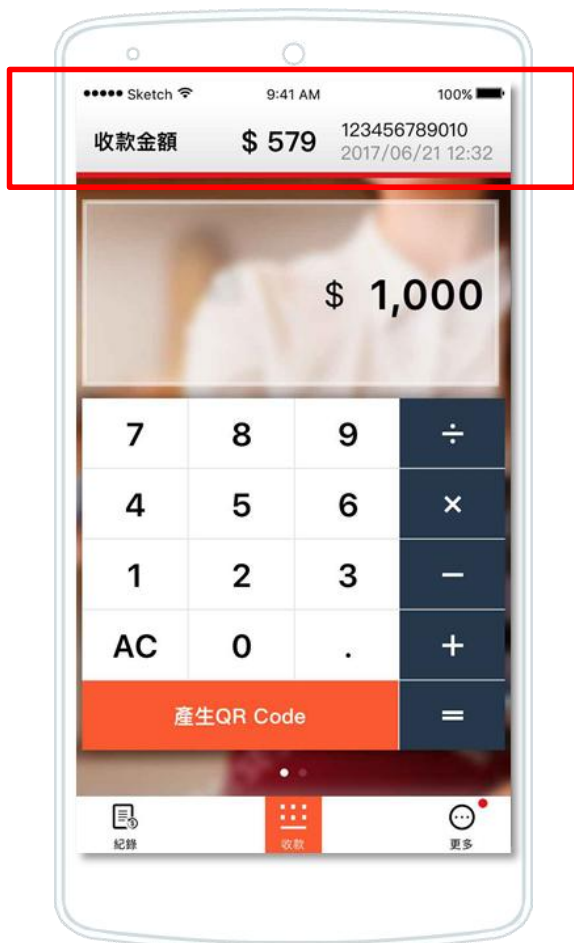 ●●●●● Sketch 9:41 AM 100%
收款金額 $ 579 123456789010
2017/06/21 12:32
$ 1,000
7 8 9 ÷
4 5 6 ×
1 2 3 −
AC 0 . +
產生QR Code =
紀錄 收款 更多